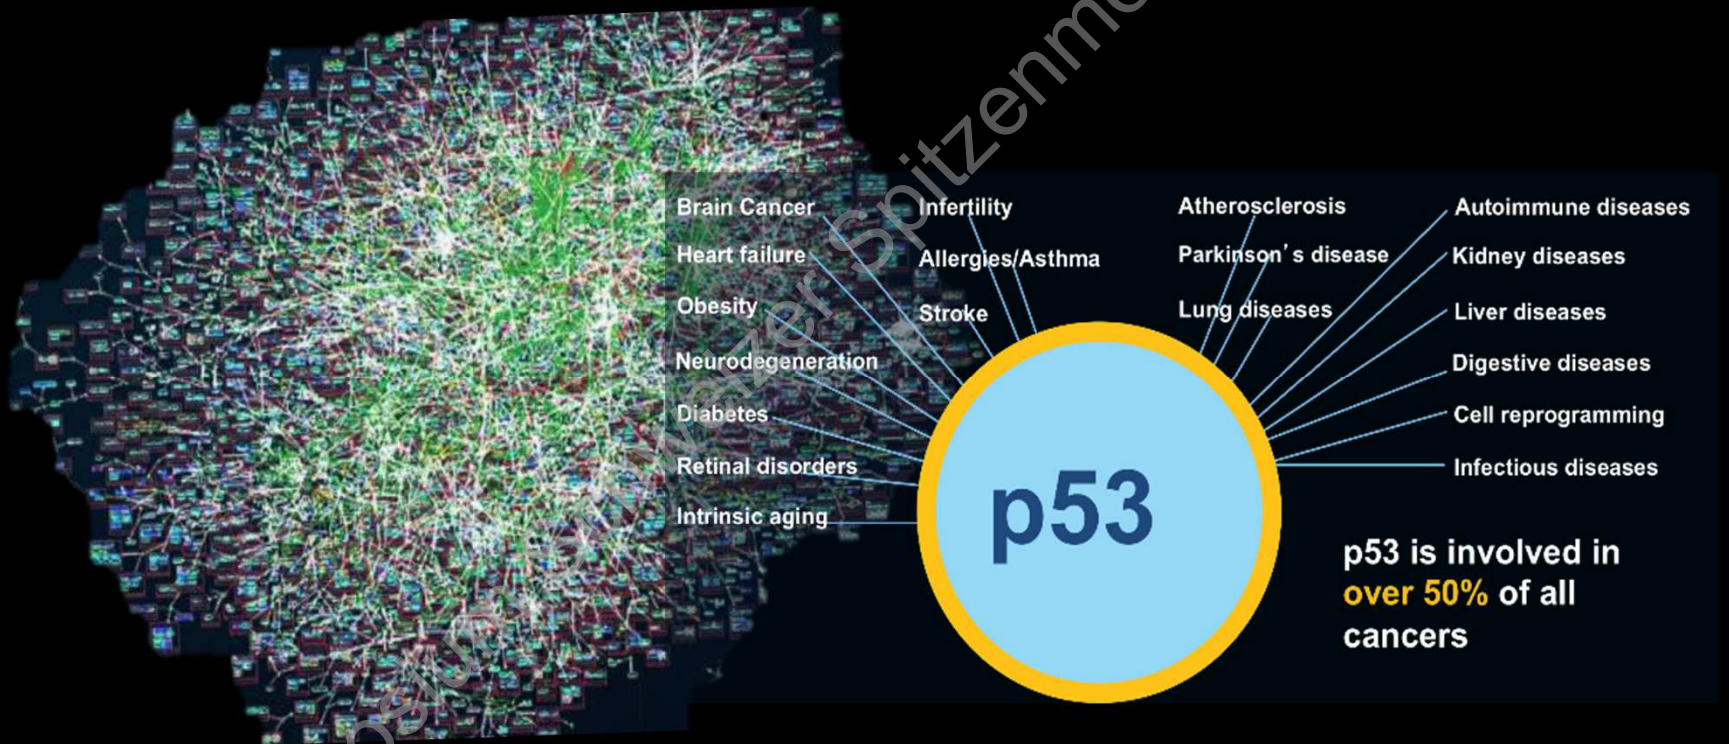 Brain Cancer
Heart failure
Obesity
Neurodegeneration
Diabetes
Retinal disorders
Intrinsic aging
Infertility
Allergies/Asthma
Stroke
Atherosclerosis
Parkinson's disease
Lung diseases
Autoimmune diseases
Kidney diseases
Liver diseases
Digestive diseases
Cell reprogramming
Infectious diseases
p53
p53 is involved in
over 50% of all
cancers